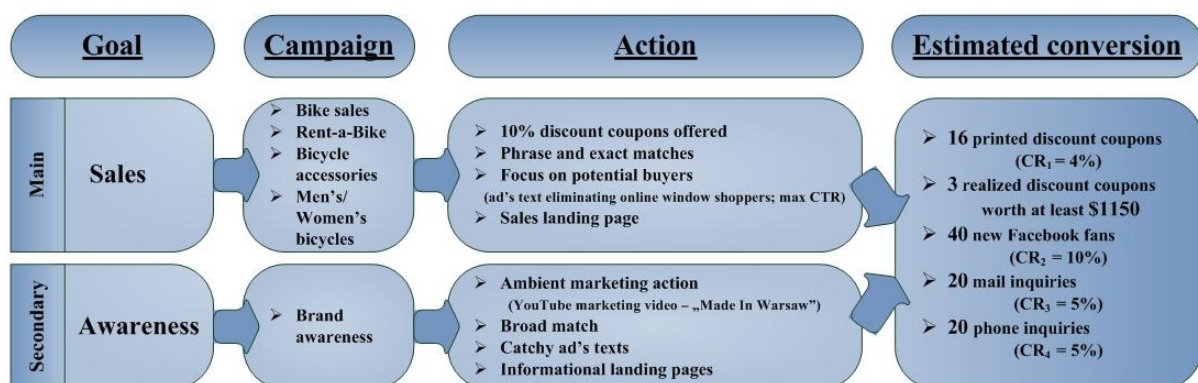 Goal
Campaign
Action
Estimated conversion
Main
Sales
➢ Bike sales
➢ Rent-a-Bike
➢ Bicycle
accessories
➢ Men’s/
Women’s
bicycles
➢ 10% discount coupons offered
➢ Phrase and exact matches
➢ Focus on potential buyers
(ad’s text eliminating online window shoppers; max CTR)
➢ Sales landing page
Secondary
Awareness
➢ Brand
awareness
➢ Ambient marketing action
(YouTube marketing video – „Made In Warsaw”)
➢ Broad match
➢ Catchy ad’s texts
➢ Informational landing pages
➢ 16 printed discount coupons
(CR₁ = 4%)
➢ 3 realized discount coupons
worth at least $1150
➢ 40 new Facebook fans
(CR₂ = 10%)
➢ 20 mail inquiries
(CR₃ = 5%)
➢ 20 phone inquiries
(CR₄ = 5%)